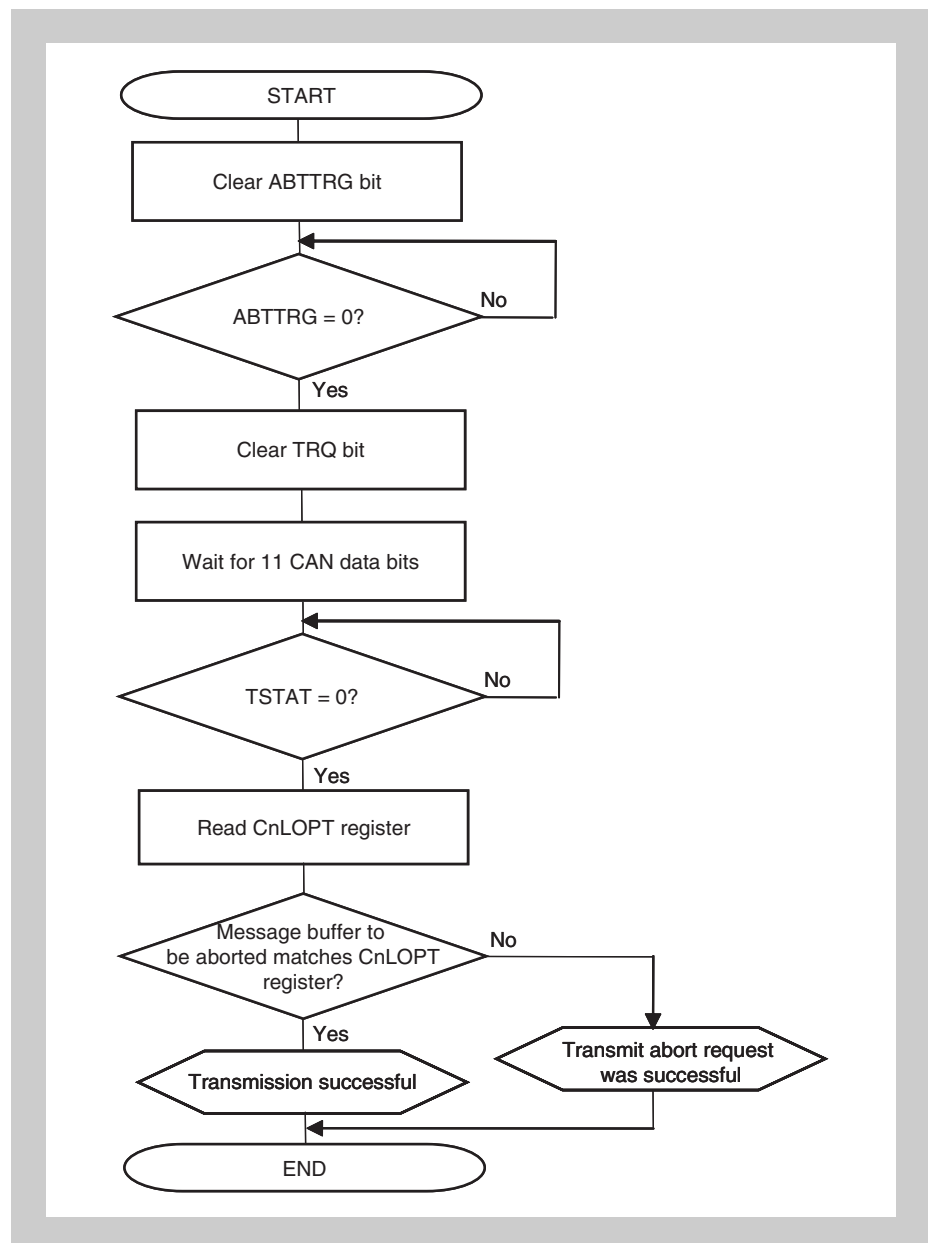 START
Clear ABTTRG bit
ABTTRG = 0?
No
Yes
Clear TRQ bit
Wait for 11 CAN data bits
TSTAT = 0?
No
Yes
Read CnLOPT register
Message buffer to
be aborted matches CnLOPT
register?
No
Yes
Transmit abort request
was successful
Transmission successful
END